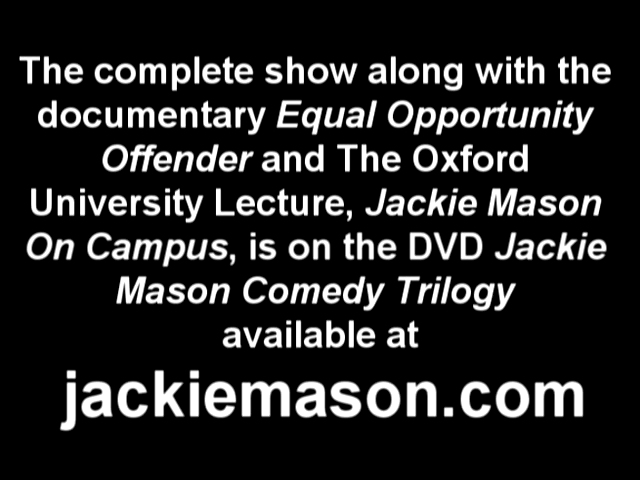 The complete show along with the
documentary Equal Opportunity
Offender and The Oxford
University Lecture, Jackie Mason
On Campus, is on the DVD Jackie
Mason Comedy Trilogy
available at
jackiemason.com